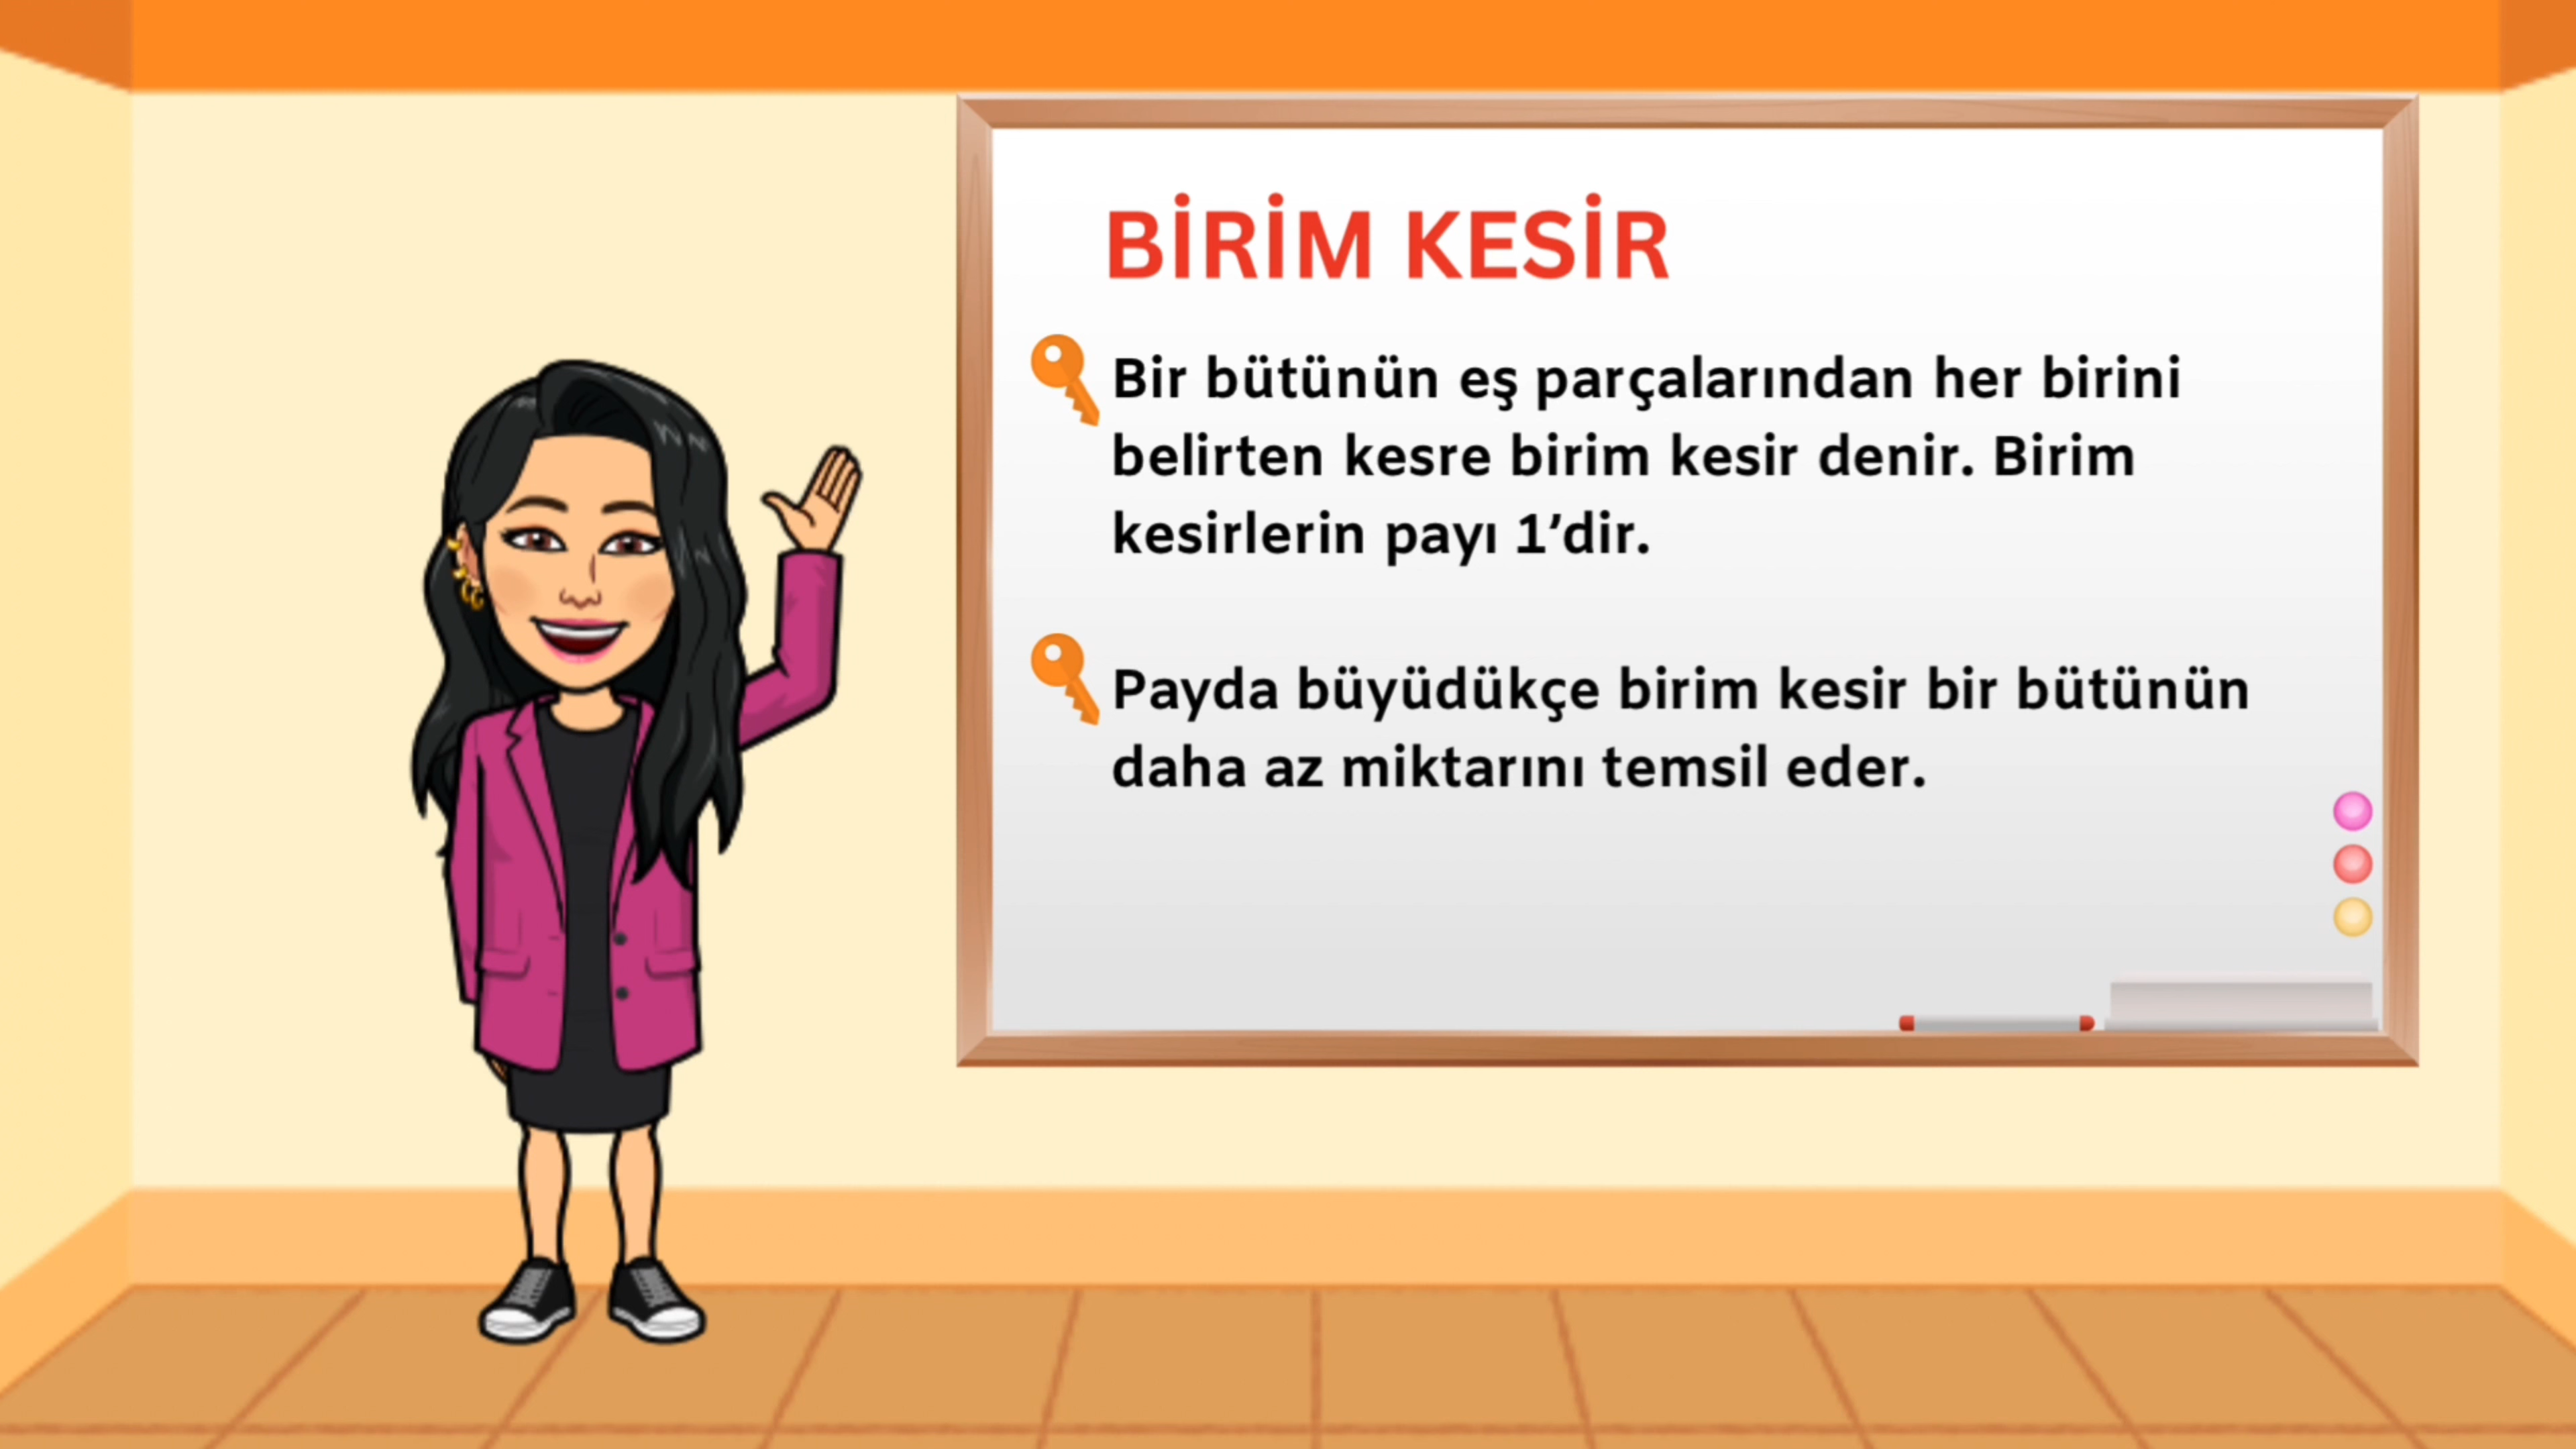 BİRİM KESİR
Bir bütünün eş parçalarından her birini
belirten kesre birim kesir denir. Birim
kesirlerin payı 1’dir.
Payda büyüdükçe birim kesir bir bütünün
daha az miktarını temsil eder.